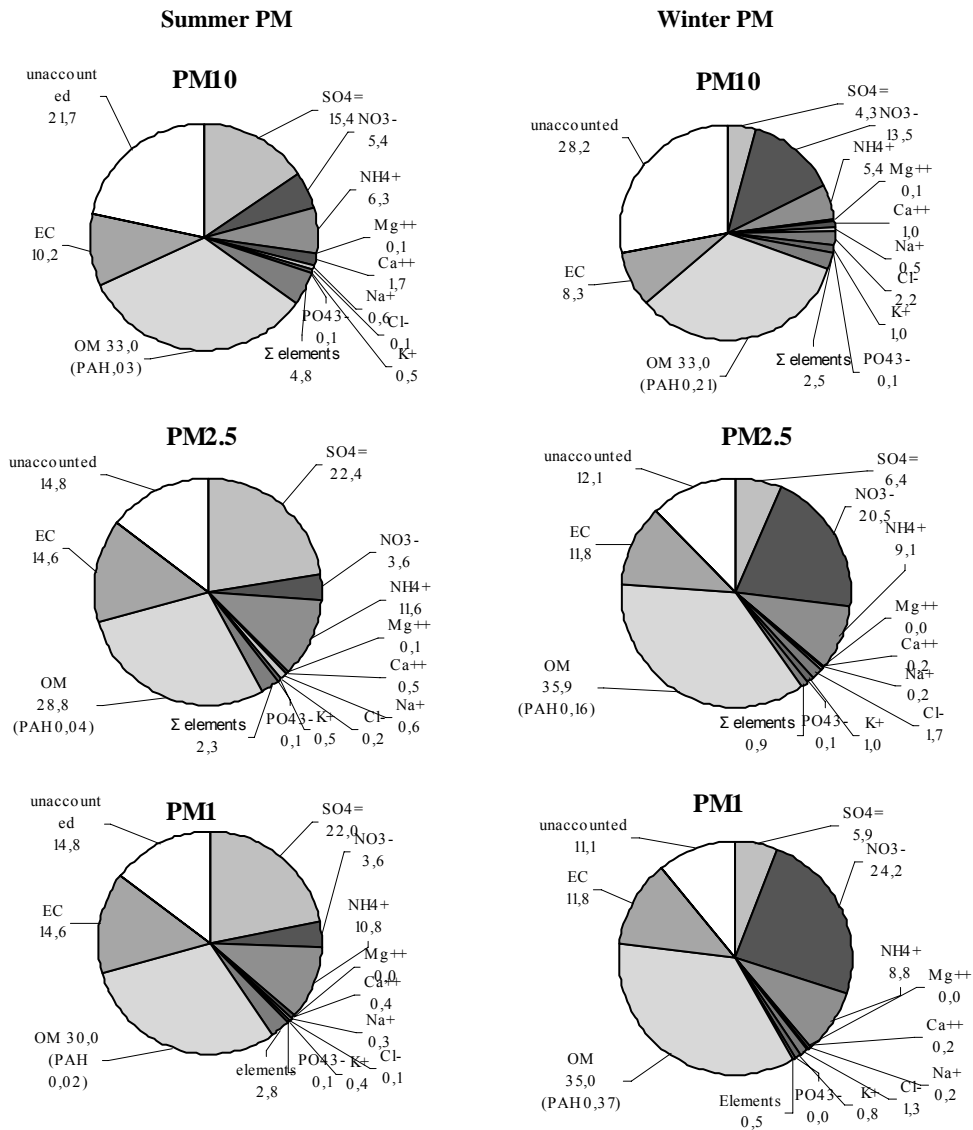 Summer PM
Winter PM
PM10
unaccount
ed
21,7
SO4=
15,4
NO3-
5,4
NH4+
6,3
Mg++
0,1
Ca++
1,7
Na+
0,6
Cl-
0,1
K+
0,5
PO43-
0,1
Σ elements
4,8
OM 33,0
(PAH,03)
EC
10,2
PM10
unaccounted
28,2
SO4=
4,3
NO3-
13,5
NH4+
5,4
Mg++
0,1
Ca++
1,0
Na+
0,5
Cl-
2,2
K+
1,0
PO43-
0,1
Σ elements
2,5
OM 33,0
(PAH0,21)
EC
8,3
PM2.5
unaccounted
14,8
SO4=
22,4
NO3-
3,6
NH4+
11,6
Mg++
0,1
Ca++
0,5
Na+
0,6
Cl-
0,2
K+
0,5
PO43-
0,1
Σ elements
2,3
OM
28,8
(PAH0,04)
EC
14,6
PM2.5
unaccounted
12,1
SO4=
6,4
NO3-
20,5
NH4+
9,1
Mg++
0,0
Ca++
0,2
Na+
0,2
Cl-
1,7
K+
1,0
PO43-
0,1
Σ elements
0,9
OM
35,9
(PAH0,16)
EC
11,8
PM1
unaccount
ed
14,8
SO4=
22,0
NO3-
3,6
NH4+
10,8
Mg++
0,0
Ca++
0,4
Na+
0,3
Cl-
0,1
K+
0,4
PO43-
0,1
elements
2,8
OM 30,0
(PAH
0,02)
EC
14,6
PM1
unaccounted
11,1
SO4=
5,9
NO3-
24,2
NH4+
8,8
Mg++
0,0
Ca++
0,2
Na+
0,2
Cl-
1,3
K+
0,8
PO43-
0,0
Elements
0,5
OM
35,0
(PAH0,37)
EC
11,8